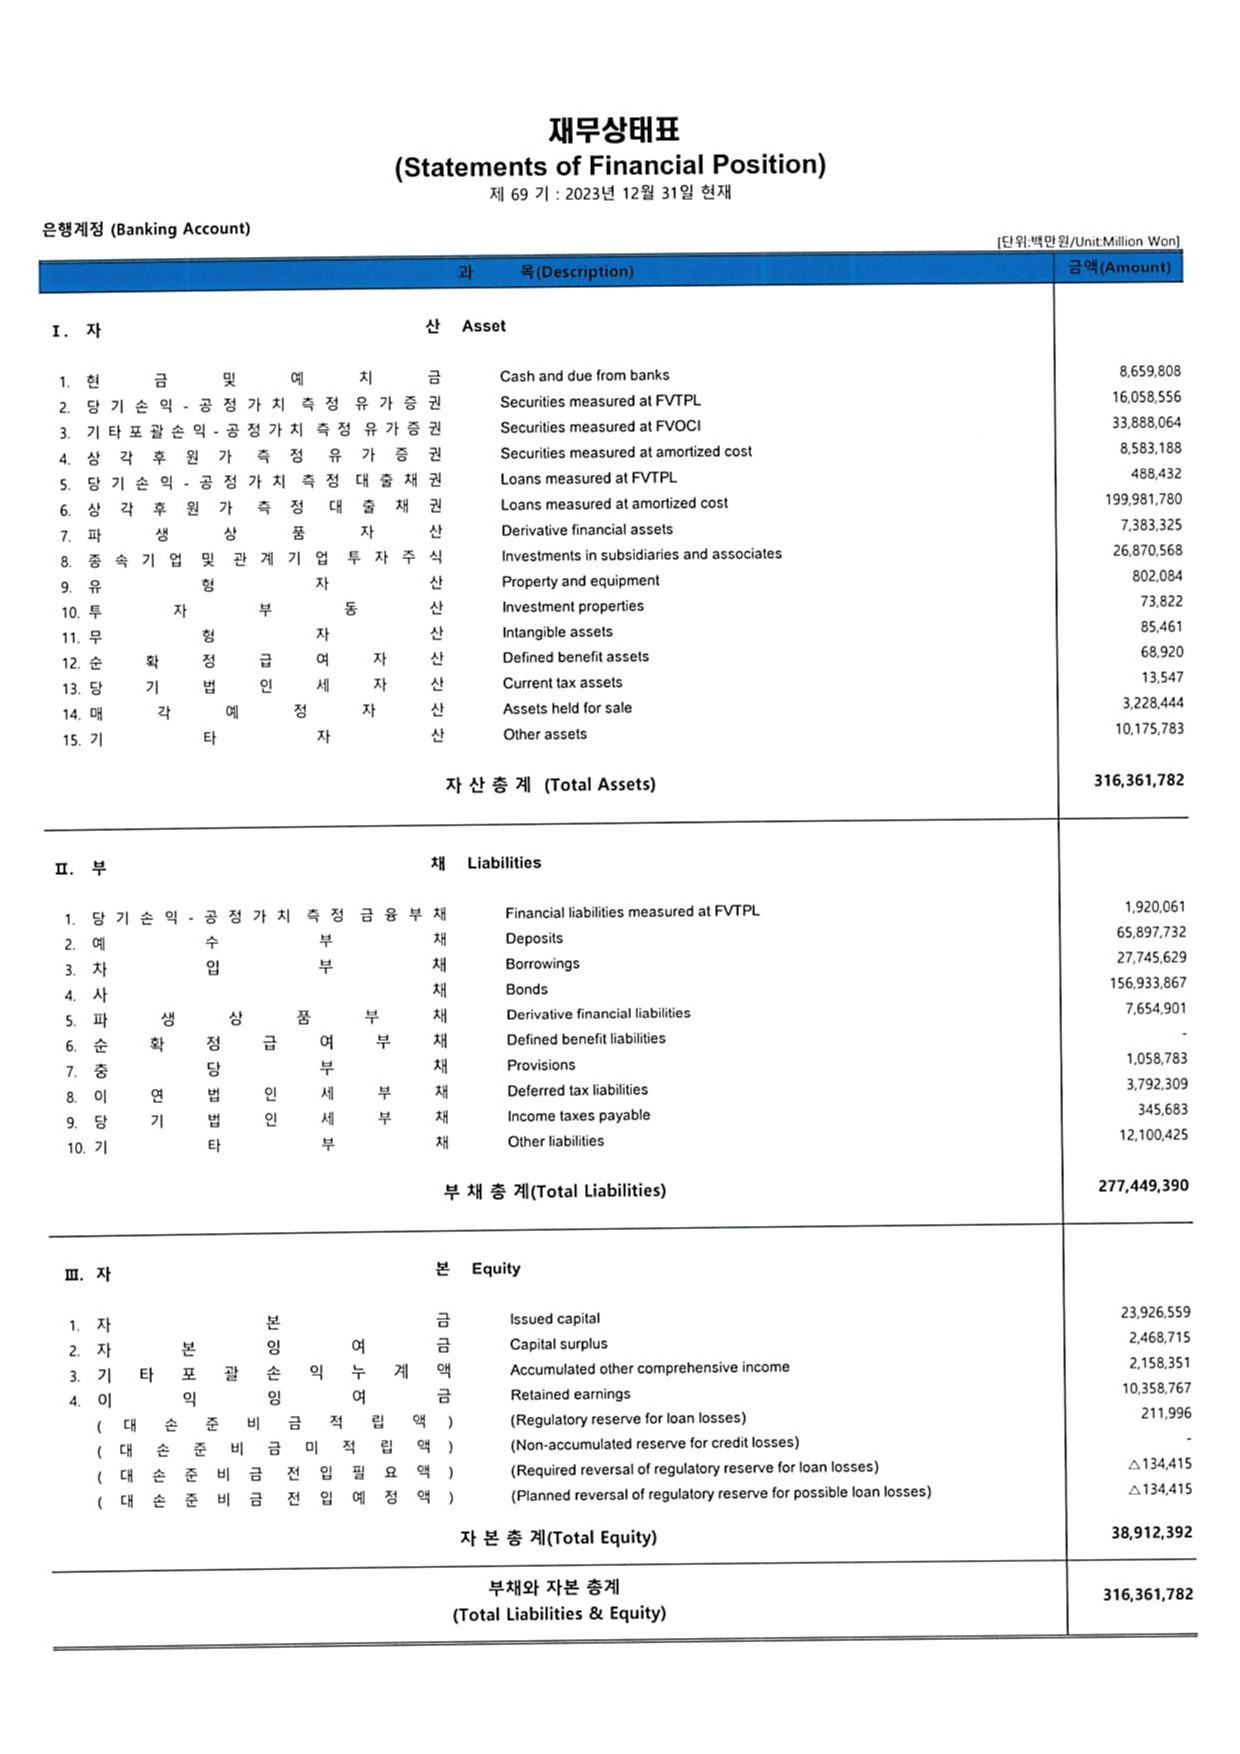 재무상태표
(Statements of Financial Position)
제 69 기 : 2023년 12월 31일 현재
은행계정 (Banking Account)
[단위:백만원/Unit:Million Won]
과 목(Description) 금액(Amount)
I. 자 산 Asset
1. 현 금 및 예 치 금 Cash and due from banks 8,659,808
2. 당 기 손 익 - 공 정 가 치 측 정 유 가 증 권 Securities measured at FVTPL 16,058,556
3. 기 타 포 괄 손 익 - 공 정 가 치 측 정 유 가 증 권 Securities measured at FVOCI 33,888,064
4. 상 각 후 원 가 측 정 유 가 증 권 Securities measured at amortized cost 8,583,188
5. 당 기 손 익 - 공 정 가 치 측 정 대 출 채 권 Loans measured at FVTPL 488,432
6. 상 각 후 원 가 측 정 대 출 채 권 Loans measured at amortized cost 199,981,780
7. 파 생 상 품 자 산 Derivative financial assets 7,383,325
8. 종 속 기 업 및 관 계 기 업 투 자 주 식 Investments in subsidiaries and associates 26,870,568
9. 유 형 자 산 Property and equipment 802,084
10. 투 자 부 동 산 Investment properties 73,822
11. 무 형 자 산 Intangible assets 85,461
12. 순 확 정 급 여 자 산 Defined benefit assets 68,920
13. 당 기 법 인 세 자 산 Current tax assets 13,547
14. 매 각 예 정 자 산 Assets held for sale 3,228,444
15. 기 타 자 산 Other assets 10,175,783
자 산 총 계 (Total Assets) 316,361,782
II. 부 채 Liabilities
1. 당 기 손 익 - 공 정 가 치 측 정 금 융 부 채 Financial liabilities measured at FVTPL 1,920,061
2. 예 수 부 채 Deposits 65,897,732
3. 차 입 부 채 Borrowings 27,745,629
4. 사 채 Bonds 156,933,867
5. 파 생 상 품 부 채 Derivative financial liabilities 7,654,901
6. 순 확 정 급 여 부 채 Defined benefit liabilities -
7. 충 당 부 채 Provisions 1,058,783
8. 이 연 법 인 세 부 채 Deferred tax liabilities 3,792,309
9. 당 기 법 인 세 부 채 Income taxes payable 345,683
10. 기 타 부 채 Other liabilities 12,100,425
부 채 총 계(Total Liabilities) 277,449,390
III. 자 본 Equity
1. 자 본 금 Issued capital 23,926,559
2. 자 본 잉 여 금 Capital surplus 2,468,715
3. 기 타 포 괄 손 익 누 계 액 Accumulated other comprehensive income 2,158,351
4. 이 익 잉 여 금 Retained earnings 10,358,767
( 대 손 준 비 금 적 립 액 ) (Regulatory reserve for loan losses) 211,996
( 대 손 준 비 금 미 적 립 액 ) (Non-accumulated reserve for credit losses) -
( 대 손 준 비 금 전 입 필 요 액 ) (Required reversal of regulatory reserve for loan losses) △134,415
( 대 손 준 비 금 전 입 예 정 액 ) (Planned reversal of regulatory reserve for possible loan losses) △134,415
자 본 총 계(Total Equity) 38,912,392
부채와 자본 총계
(Total Liabilities & Equity) 316,361,782